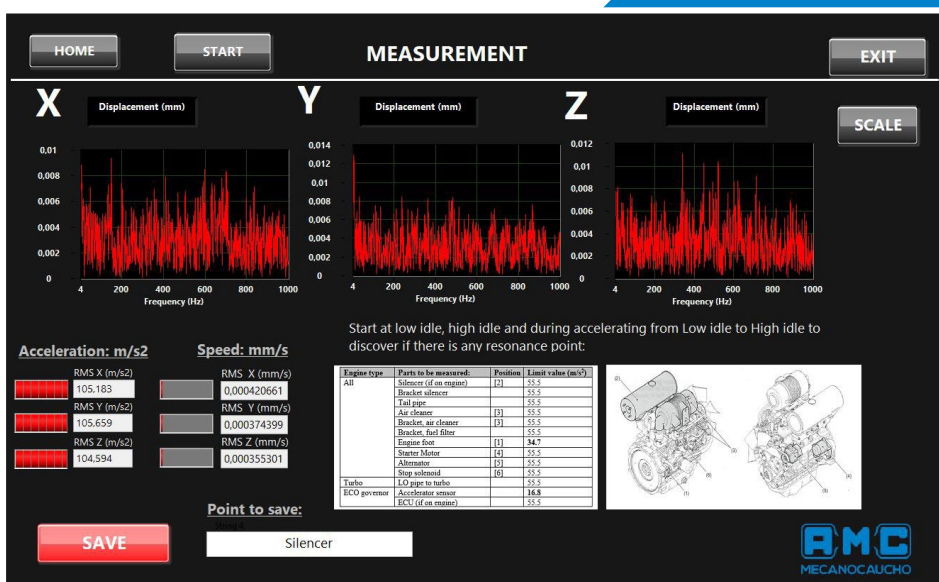 HOME
START
MEASUREMENT
EXIT
X
Displacement (mm)
Y
Displacement (mm)
Z
Displacement (mm)
SCALE
0,01
0,008
0,006
0,004
0,002
0
4 200 400 600 800 1000
Frequency (Hz)
0,014
0,012
0,01
0,008
0,006
0,004
0,002
0
4 200 400 600 800 1000
Frequency (Hz)
0,012
0,01
0,008
0,006
0,004
0,002
0
4 200 400 600 800 1000
Frequency (Hz)
Acceleration: m/s2
RMS X (m/s2)
105.183
RMS Y (m/s2)
105.659
RMS Z (m/s2)
104.594
Speed: mm/s
RMS X (mm/s)
0,000420661
RMS Y (mm/s)
0,000374399
RMS Z (mm/s)
0,000355301
Start at low idle, high idle and during accelerating from Low idle to High idle to
discover if there is any resonance point:
Engine type Parts to be measured: Position Limit value (m/s²)
All Silencer (if on engine) [2] 55.5
Bracket silencer 55.5
Tail pipe 55.5
Air cleaner [3] 55.5
Bracket, air cleaner [3] 55.5
Bracket, fuel filter 55.5
Engine foot [1] 34.7
Starter Motor [4] 55.5
Alternator [5] 55.5
Stop solenoid [6] 55.5
Turbo LO pipe to turbo 55.5
ECO governor Accelerator sensor 16.8
ECU (if on engine) 55.5
(2)
(1)
(4)
Point to save:
SAVE
Silencer
AMC
MECANOCAUCHO